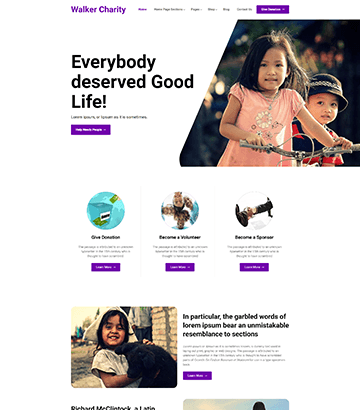 Walker Charity
Home Home Page Sections Pages Shop Blog Contact Us Give Donation →
Everybody
deserved Good
Life!
Lorem ipsum, or lipsum as it is sometimes.
Help Needy People →
Give Donation
The passage is attributed to an unknown
typesetter in the 15th century who is
thought to have scrambled
Learn More →
Become a Volunteer
The passage is attributed to an unknown
typesetter in the 15th century who is
thought to have scrambled
Learn More →
Become a Sponsor
The passage is attributed to an unknown
typesetter in the 15th century who is
thought to have scrambled
Learn More →
In particular, the garbled words of
lorem ipsum bear an unmistakable
resemblance to sections
Learn More →
Richard McClintock, a Latin